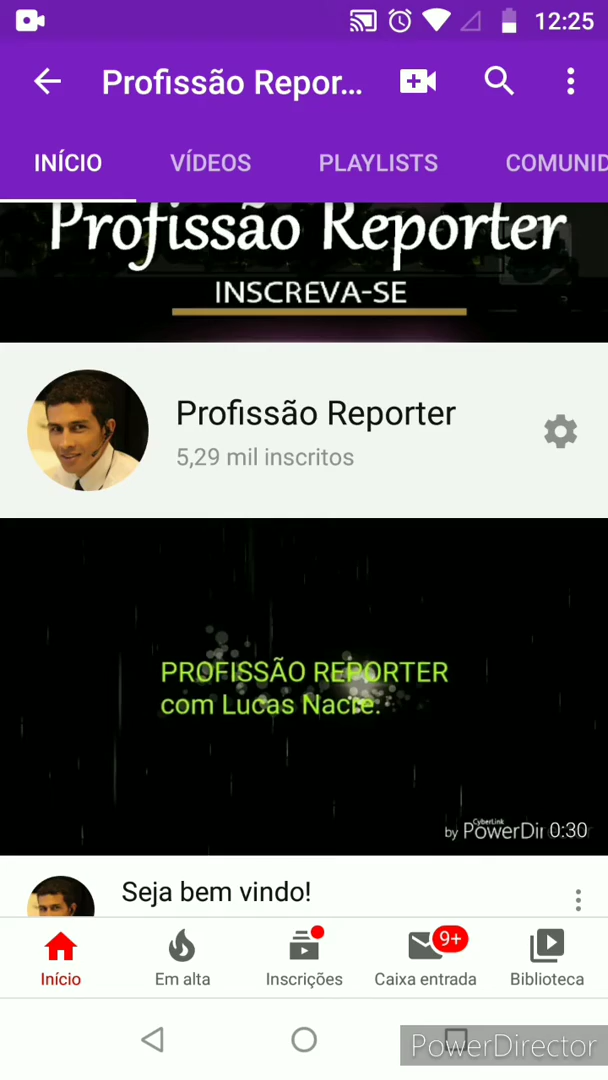 12:25
Profissão Repor...
INÍCIO VÍDEOS PLAYLISTS COMUNID
Profissão Reporter
INSCREVA-SE
Profissão Reporter
5,29 mil inscritos
PROFISSÃO REPORTER
com Lucas Nacre.
CyberLink
by PowerDir 0:30
Seja bem vindo!
9+
Início Em alta Inscrições Caixa entrada Biblioteca
PowerDirector